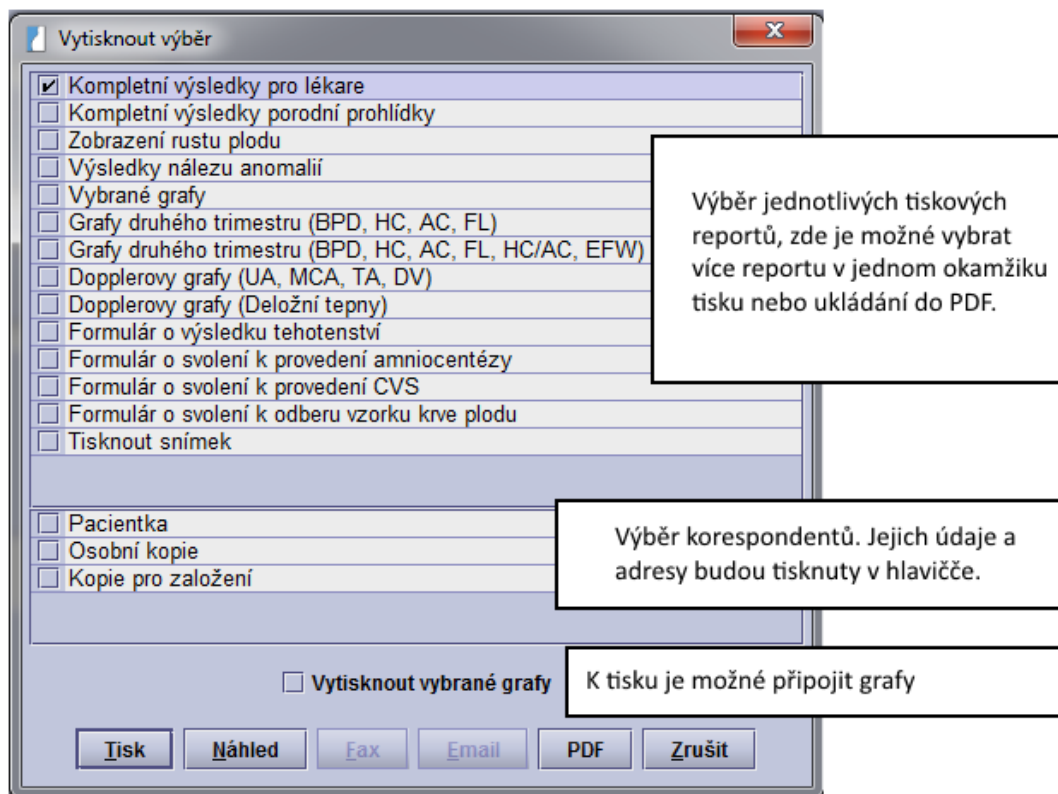 Vytisknout výběr
Kompletní výsledky pro lékare
Kompletní výsledky porodní prohlídky
Zobrazení rustu plodu
Výsledky nálezu anomalií
Vybrané grafy
Grafy druhého trimestru (BPD, HC, AC, FL)
Grafy druhého trimestru (BPD, HC, AC, FL, HC/AC, EFW)
Dopplerovy grafy (UA, MCA, TA, DV)
Dopplerovy grafy (Deložní tepny)
Formulár o výsledku tehotenství
Formulár o svolení k provedení amniocentézy
Formulár o svolení k provedení CVS
Formulár o svolení k odberu vzorku krve plodu
Tisknout snímek
Výběr jednotlivých tiskových
reportů, zde je možné vybrat
více reportu v jednom okamžiku
tisku nebo ukládání do PDF.
Pacientka
Osobní kopie
Kopie pro založení
Výběr korespondentů. Jejich údaje a
adresy budou tisknuty v hlavičče.
Vytisknout vybrané grafy
K tisku je možné připojit grafy
Tisk
Náhled
Fax
Email
PDF
Zrušit